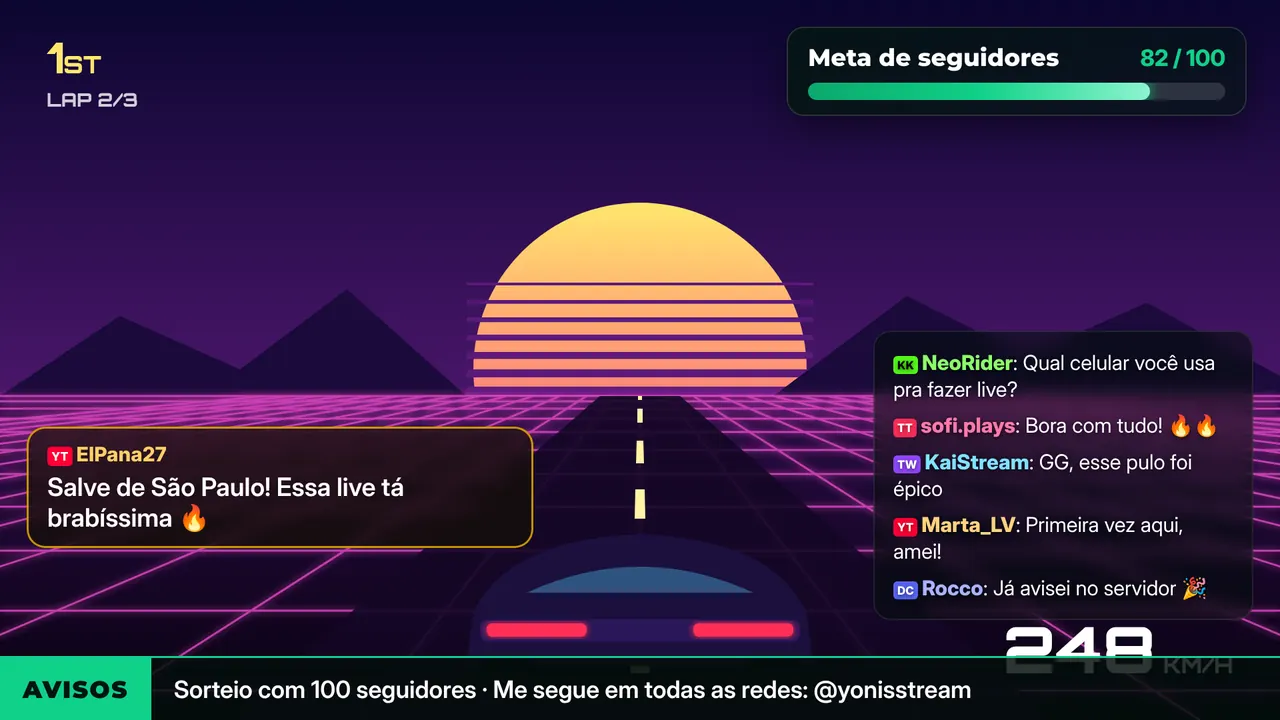 1ST
LAP 2/3
Meta de seguidores 82 / 100
KK NeoRider: Qual celular você usa
pra fazer live?
TT sofi.plays: Bora com tudo! 🔥🔥
TW KaiStream: GG, esse pulo foi
épico
YT Marta_LV: Primeira vez aqui,
amei!
DC Rocco: Já avisei no servidor 🎉
YT ElPana27
Salve de São Paulo! Essa live tá
brabíssima 🔥
248 KM/H
AVISOS Sorteio com 100 seguidores · Me segue em todas as redes: @yonisstream